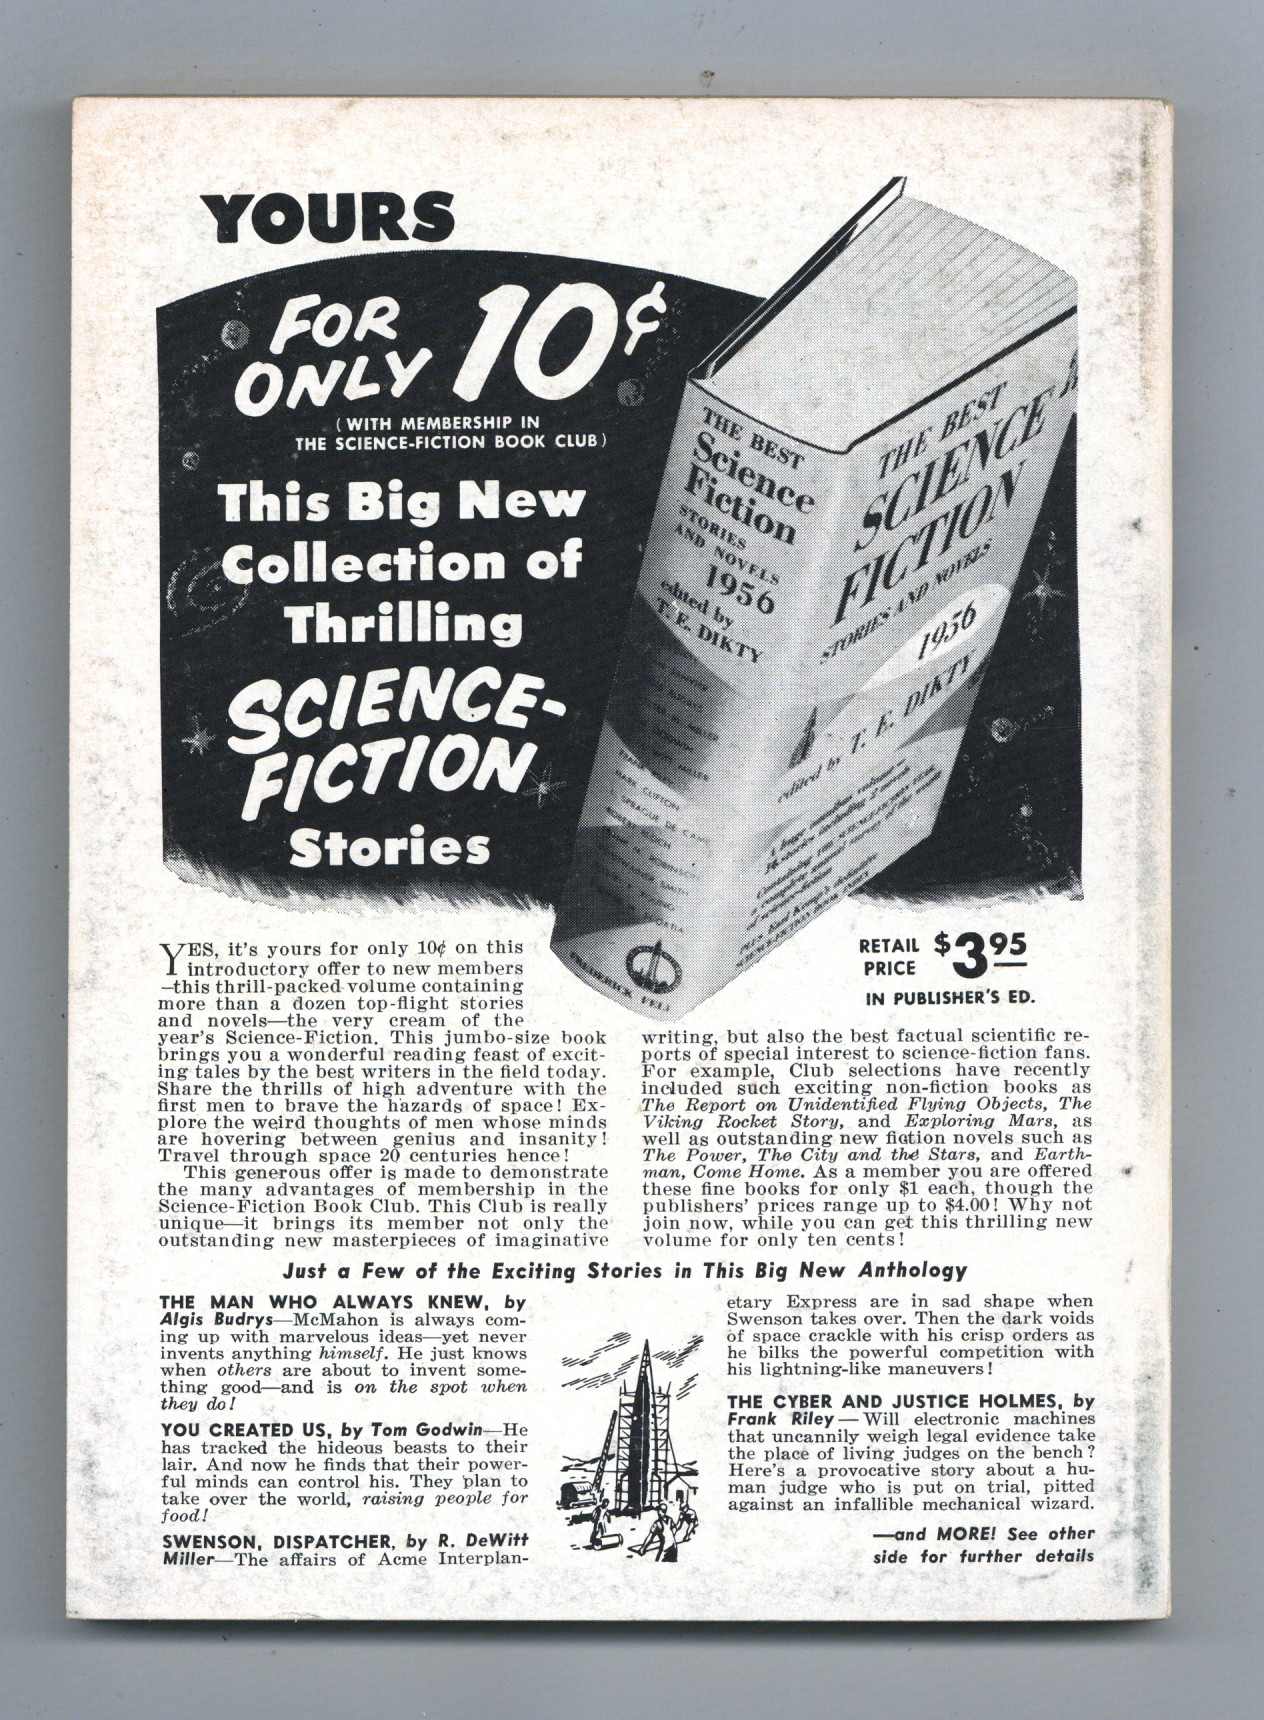 YOURS
FOR
ONLY 10¢
(WITH MEMBERSHIP IN
THE SCIENCE-FICTION BOOK CLUB)
This Big New
Collection of
Thrilling
SCIENCE-
FICTION
Stories
THE BEST
Science
Fiction
STORIES
AND NOVELS
1956
edited by
T. E. DIKTY
MARK CLIFTON
SPRAGUE DE CAMP
THE BEST
SCIENCE
FICTION
STORIES AND NOVELS
1956
edited by T. E. DIKTY
RETAIL PRICE $3.95
IN PUBLISHER'S ED.
YES, it's yours for only 10¢ on this
introductory offer to new members
—this thrill-packed volume containing
more than a dozen top-flight stories
and novels—the very cream of the
year's Science-Fiction. This jumbo-size book
brings you a wonderful reading feast of excit-
ing tales by the best writers in the field today.
Share the thrills of high adventure with the
first men to brave the hazards of space! Ex-
plore the weird thoughts of men whose minds
are hovering between genius and insanity!
Travel through space 20 centuries hence!
This generous offer is made to demonstrate
the many advantages of membership in the
Science-Fiction Book Club. This Club is really
unique—it brings its member not only the
outstanding new masterpieces of imaginative
writing, but also the best factual scientific re-
ports of special interest to science-fiction fans.
For example, Club selections have recently
included such exciting non-fiction books as
The Report on Unidentified Flying Objects, The
Viking Rocket Story, and Exploring Mars, as
well as outstanding new fiction novels such as
The Power, The City and the Stars, and Earth-
man, Come Home. As a member you are offered
these fine books for only $1 each, though the
publishers' prices range up to $4.00! Why not
join now, while you can get this thrilling new
volume for only ten cents!
Just a Few of the Exciting Stories in This Big New Anthology
THE MAN WHO ALWAYS KNEW, by
Algis Budrys—McMahon is always com-
ing up with marvelous ideas—yet never
invents anything himself. He just knows
when others are about to invent some-
thing good—and is on the spot when
they do!
YOU CREATED US, by Tom Godwin—He
has tracked the hideous beasts to their
lair. And now he finds that their power-
ful minds can control his. They plan to
take over the world, raising people for
food!
SWENSON, DISPATCHER, by R. DeWitt
Miller—The affairs of Acme Interplan-
etary Express are in sad shape when
Swenson takes over. Then the dark voids
of space crackle with his crisp orders as
he bilks the powerful competition with
his lightning-like maneuvers!
THE CYBER AND JUSTICE HOLMES, by
Frank Riley—Will electronic machines
that uncannily weigh legal evidence take
the place of living judges on the bench?
Here's a provocative story about a hu-
man judge who is put on trial, pitted
against an infallible mechanical wizard.
—and MORE! See other
side for further details